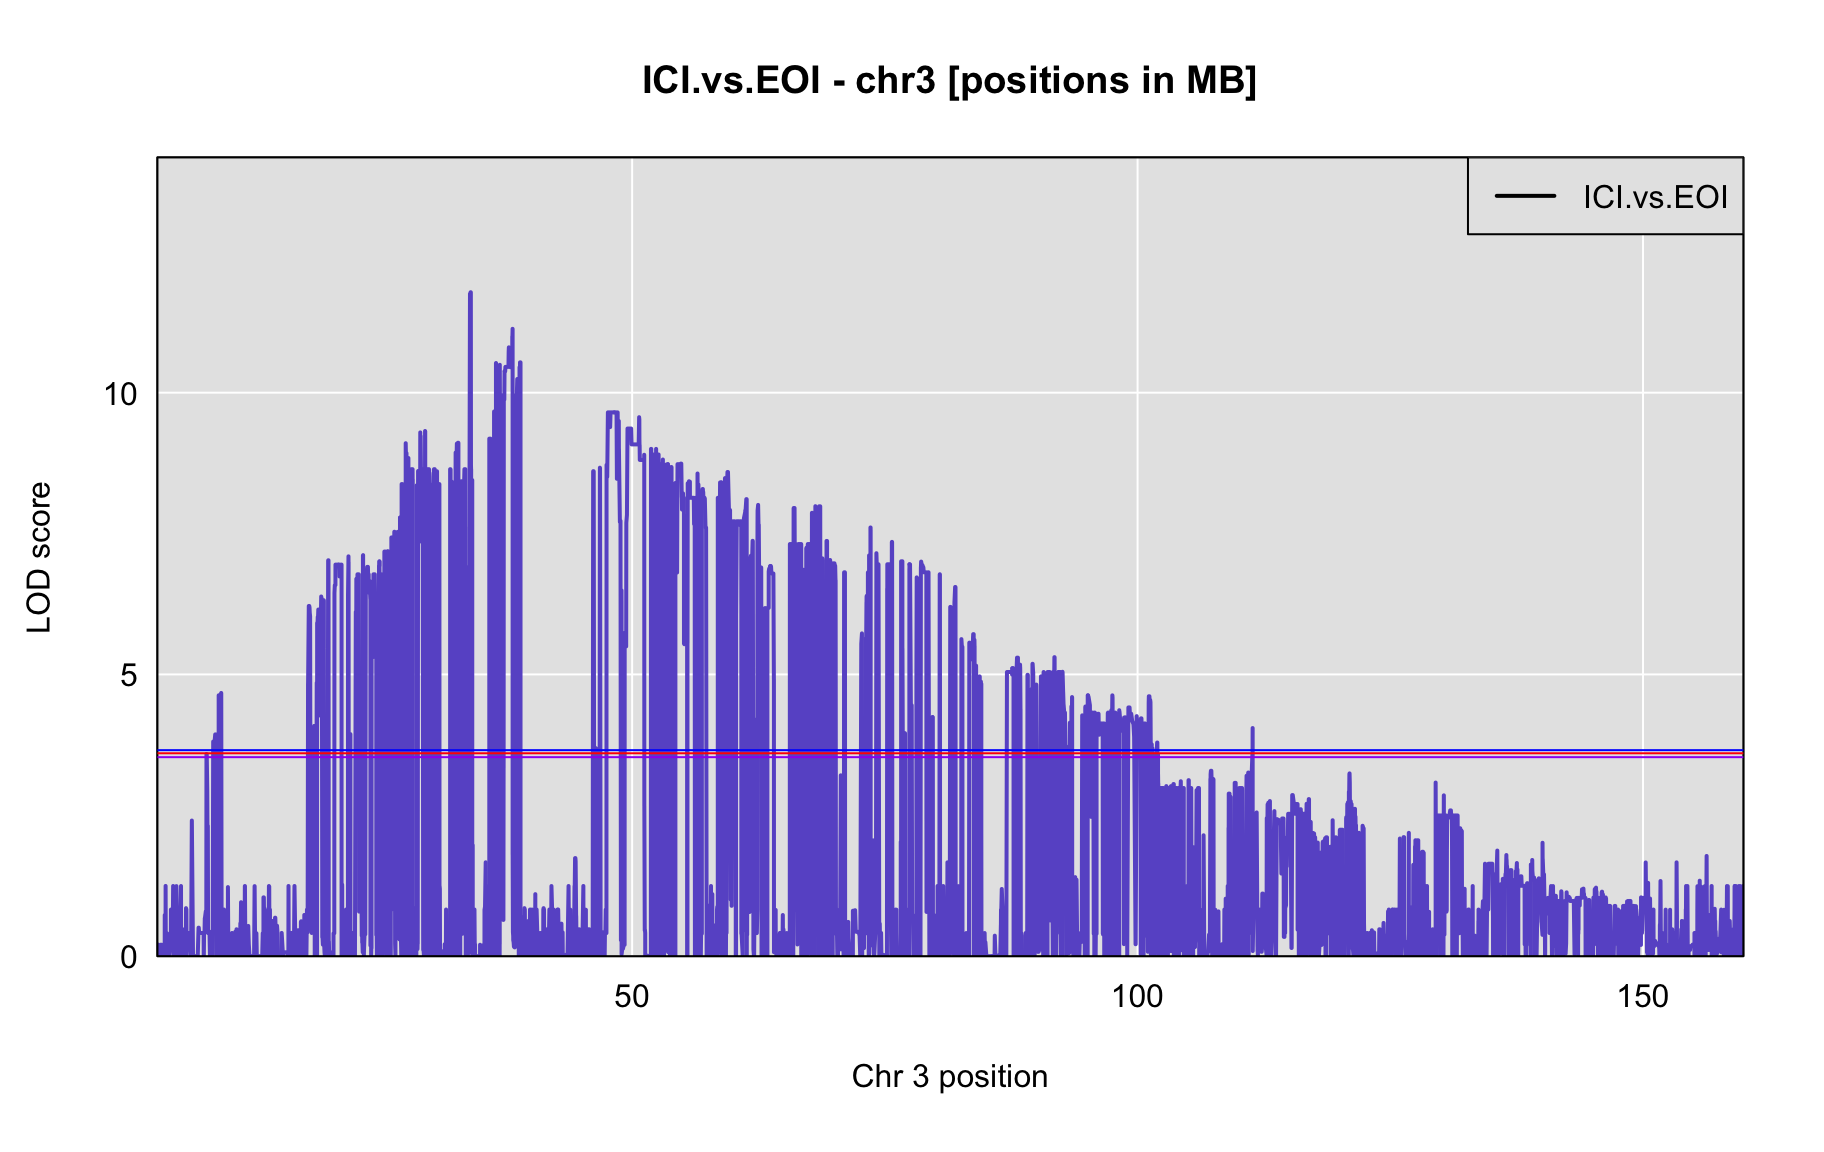 ICI.vs.EOI - chr3 [positions in MB]
ICI.vs.EOI
10
5
0
LOD score
50 100 150
Chr 3 position